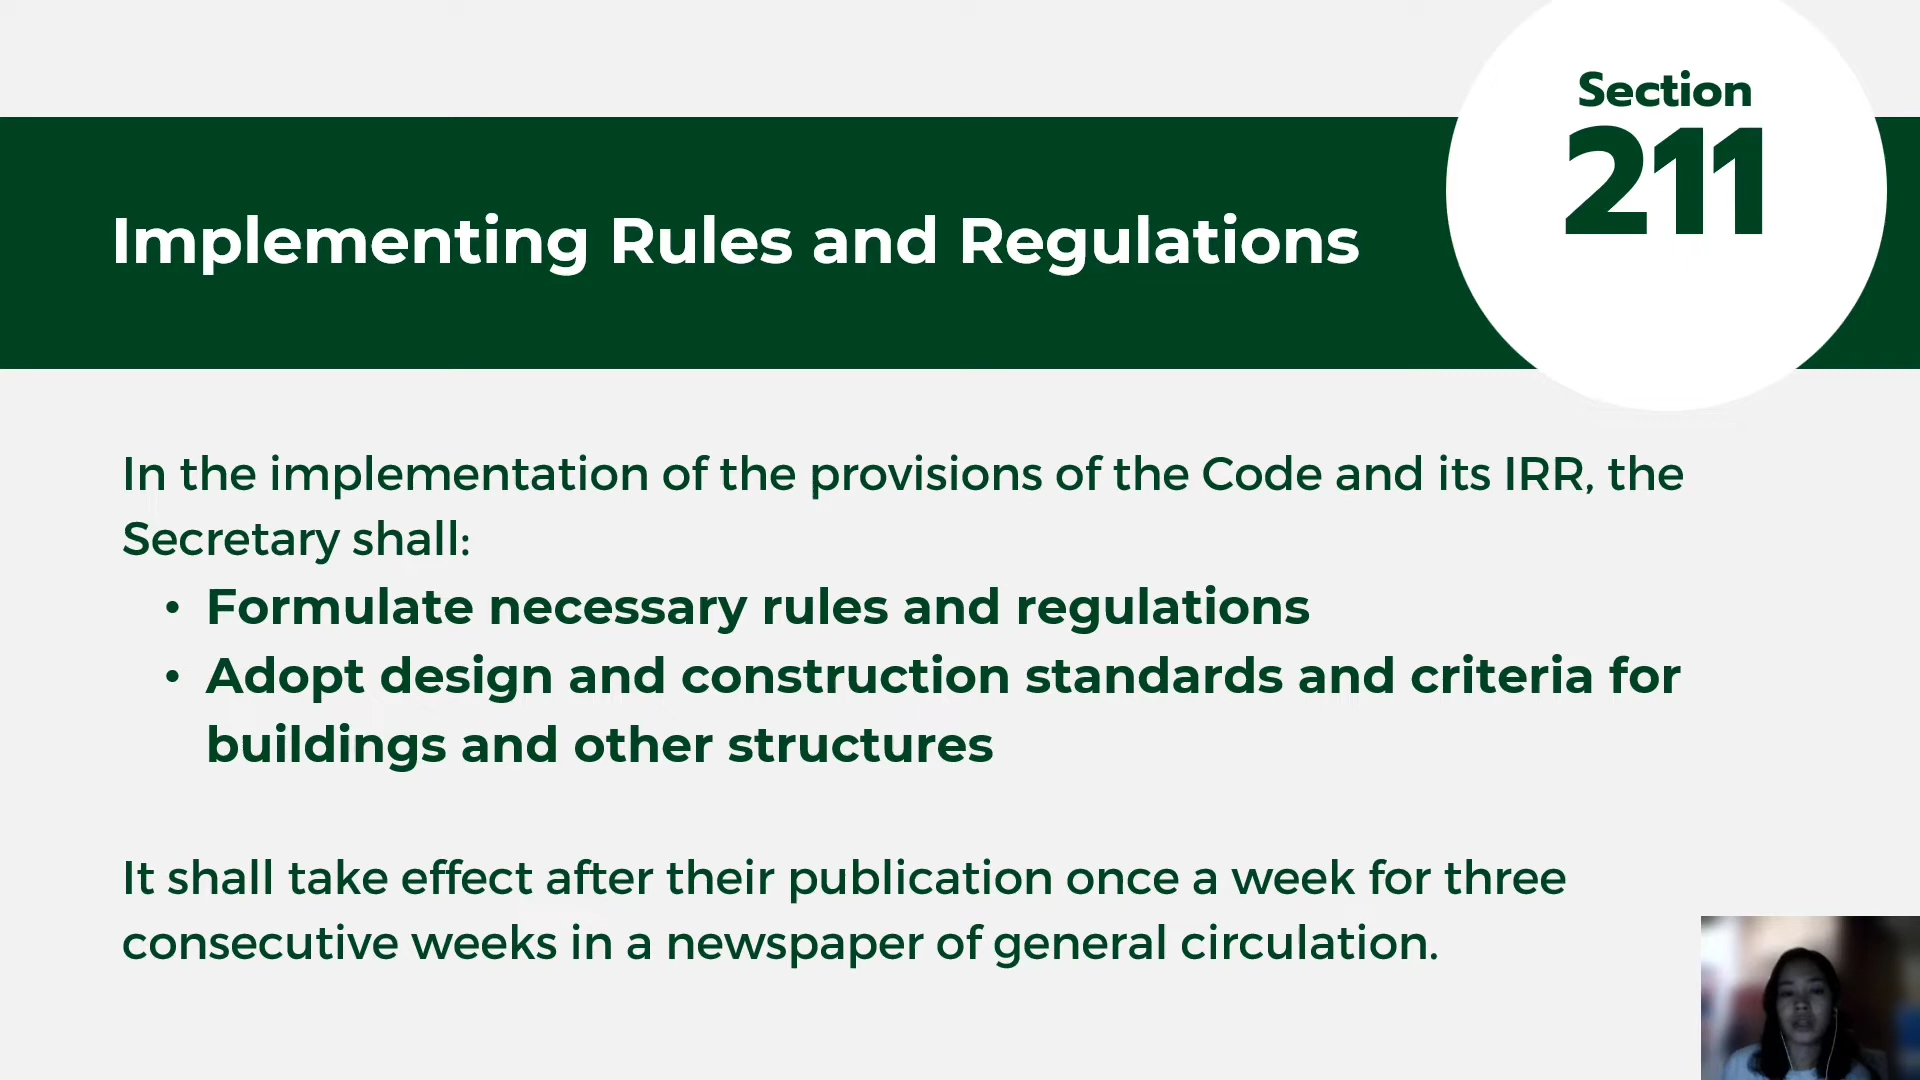 Section
211
Implementing Rules and Regulations
In the implementation of the provisions of the Code and its IRR, the
Secretary shall:
• Formulate necessary rules and regulations
• Adopt design and construction standards and criteria for
buildings and other structures
It shall take effect after their publication once a week for three
consecutive weeks in a newspaper of general circulation.